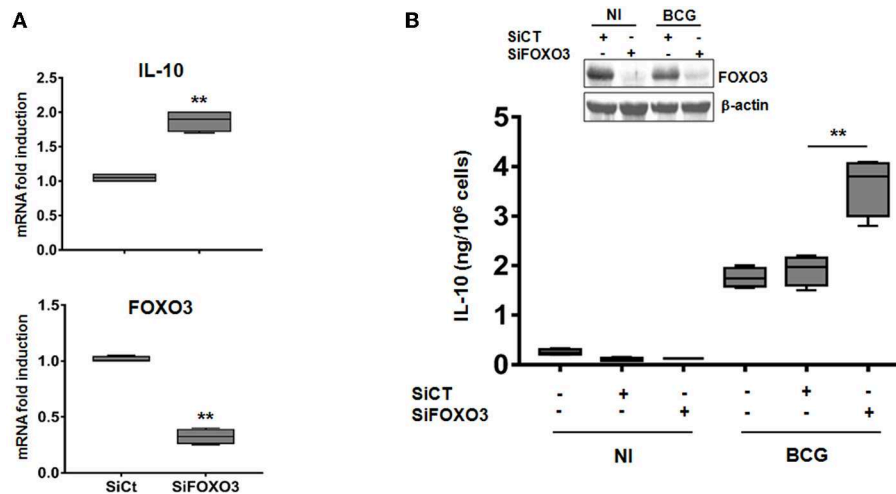 A
IL-10
mRNA fold induction
2.5
2.0
**
1.5
1.0
0.5
0.0
FOXO3
mRNA fold induction
1.5
1.0
0.5
**
0.0
SiCt SiFOXO3
B
NI BCG
SiCT + - + -
SiFOXO3 - + - +
FOXO3
β-actin
IL-10 (ng/10⁶ cells)
5
4
3
2
1
0
**
SiCT - + - - + -
SiFOXO3 - - + - - +
NI BCG